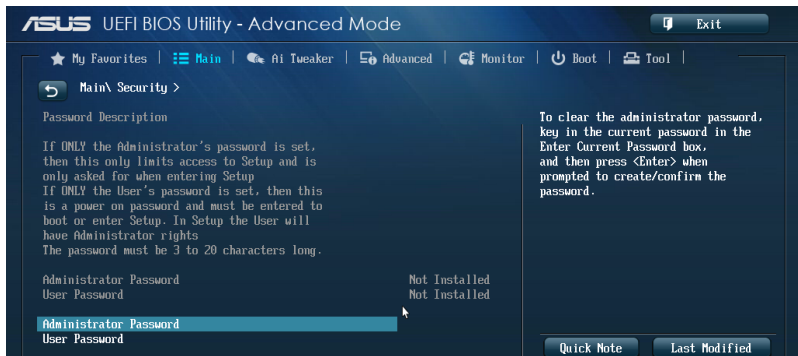 ASUS UEFI BIOS Utility - Advanced Mode
Exit
My Favorites | Main | Ai Tweaker | Advanced | Monitor | Boot | Tool |
Main\ Security >
Password Description
If ONLY the Administrator's password is set,
then this only limits access to Setup and is
only asked for when entering Setup
If ONLY the User's password is set, then this
is a power on password and must be entered to
boot or enter Setup. In Setup the User will
have Administrator rights
The password must be 3 to 20 characters long.
Administrator Password Not Installed
User Password Not Installed
Administrator Password
User Password
To clear the administrator password,
key in the current password in the
Enter Current Password box,
and then press <Enter> when
prompted to create/confirm the
password.
Quick Note
Last Modified